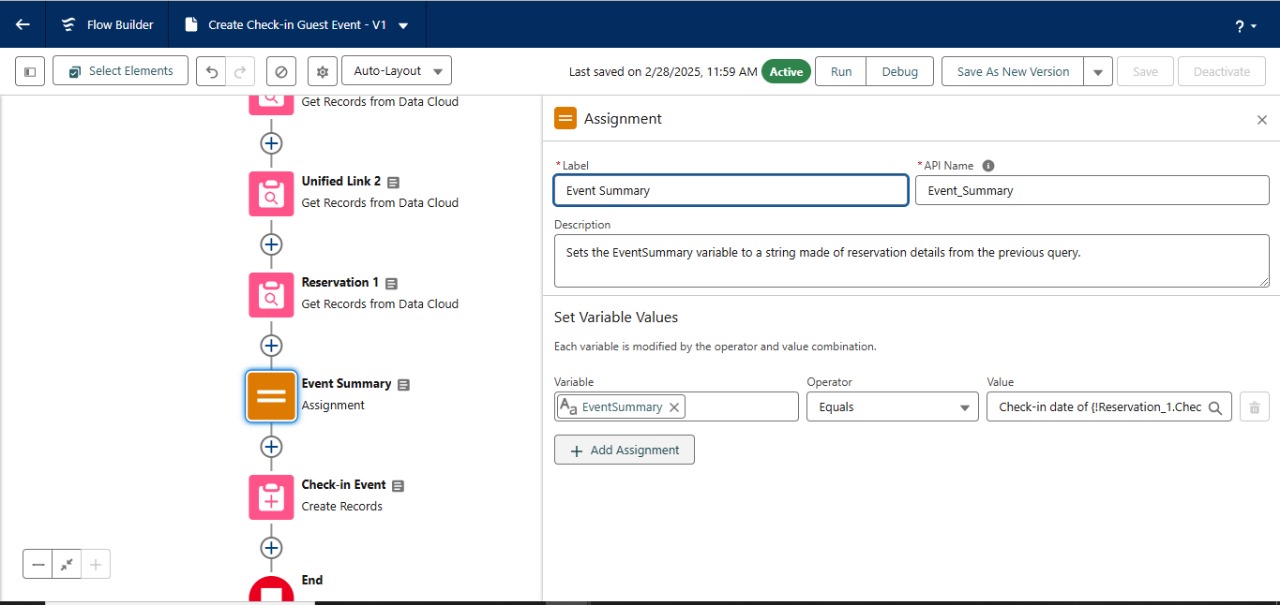 Flow Builder
Create Check-in Guest Event - V1
?
Select Elements
Auto-Layout
Last saved on 2/28/2025, 11:59 AM
Active
Run
Debug
Save As New Version
Save
Deactivate
Get Records from Data Cloud
Unified Link 2
Get Records from Data Cloud
Reservation 1
Get Records from Data Cloud
Event Summary
Assignment
Check-in Event
Create Records
End
Assignment
*Label
*API Name
Event Summary
Event_Summary
Description
Sets the EventSummary variable to a string made of reservation details from the previous query.
Set Variable Values
Each variable is modified by the operator and value combination.
Variable
Operator
Value
Aa EventSummary
Equals
Check-in date of {!Reservation_1.Chec
+ Add Assignment